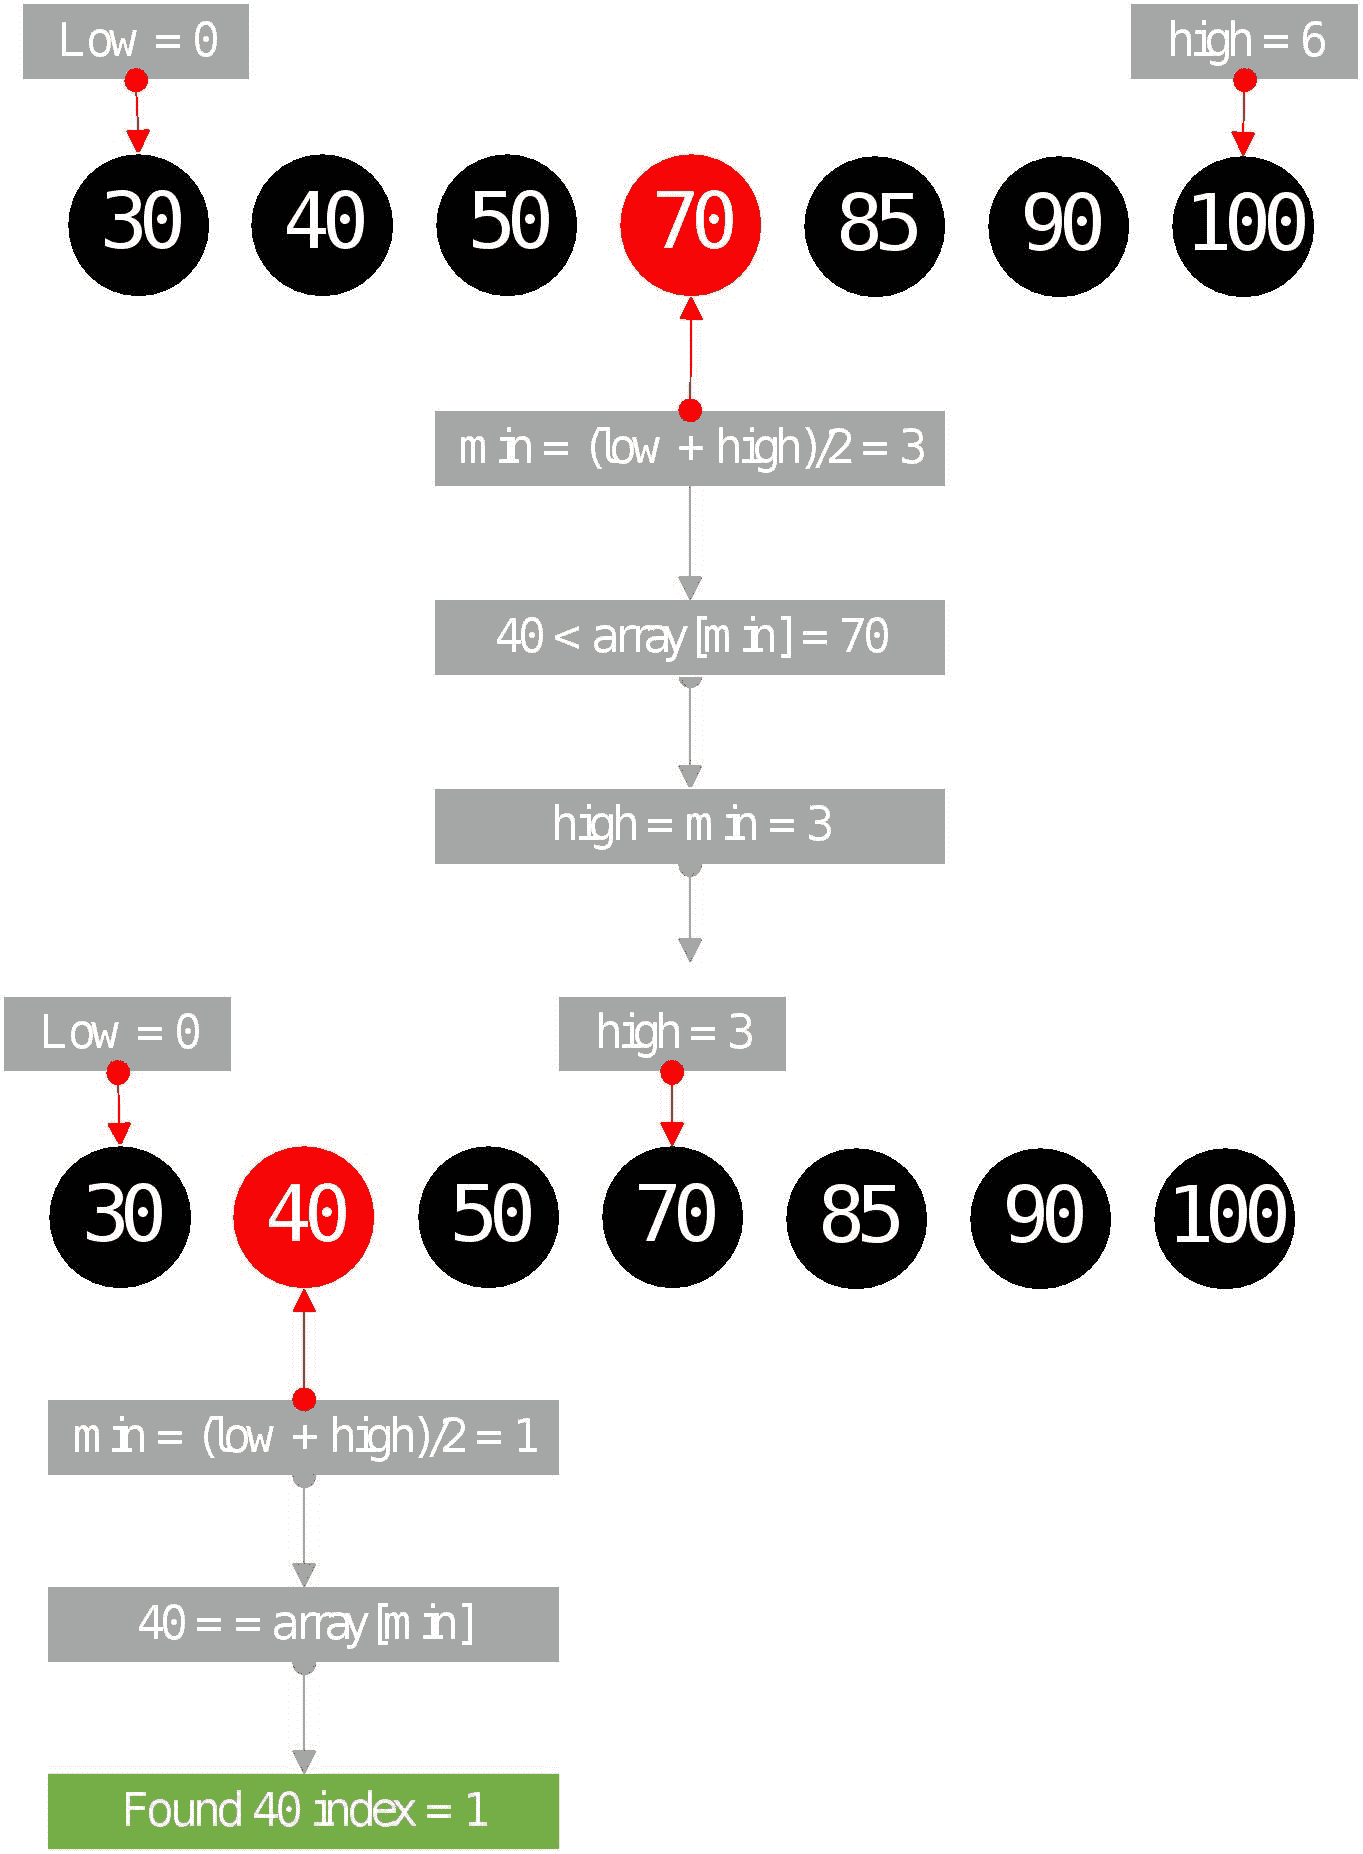 Low = 0
high = 6
30 40 50 70 85 90 100
min = (low + high)/2 = 3
40 < array[min] = 70
high = min = 3
Low = 0
high = 3
30 40 50 70 85 90 100
min = (low + high)/2 = 1
40 = = array[min]
Found 40 index = 1